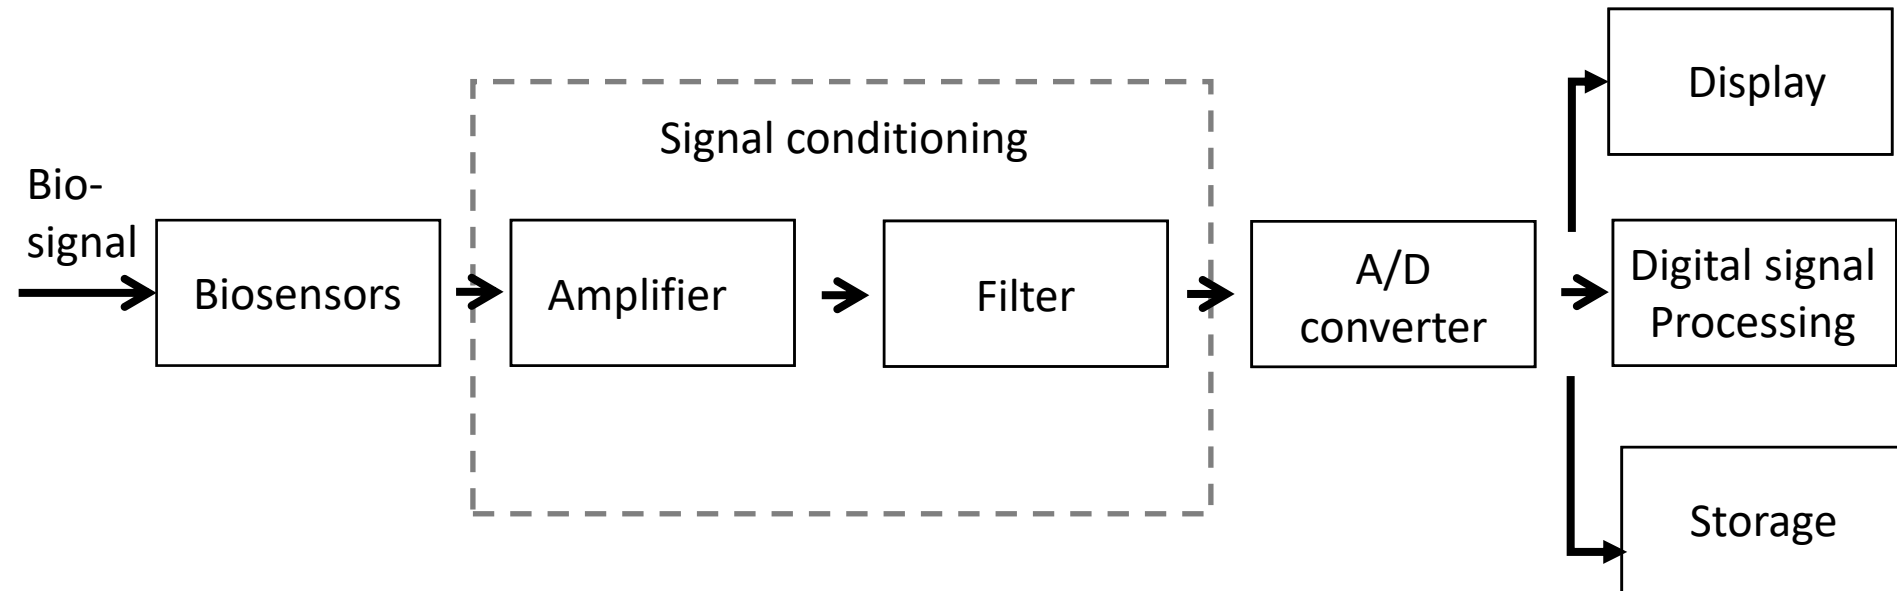 Display
Signal conditioning
Bio-
signal
Biosensors
Amplifier
Filter
A/D
converter
Digital signal
Processing
Storage